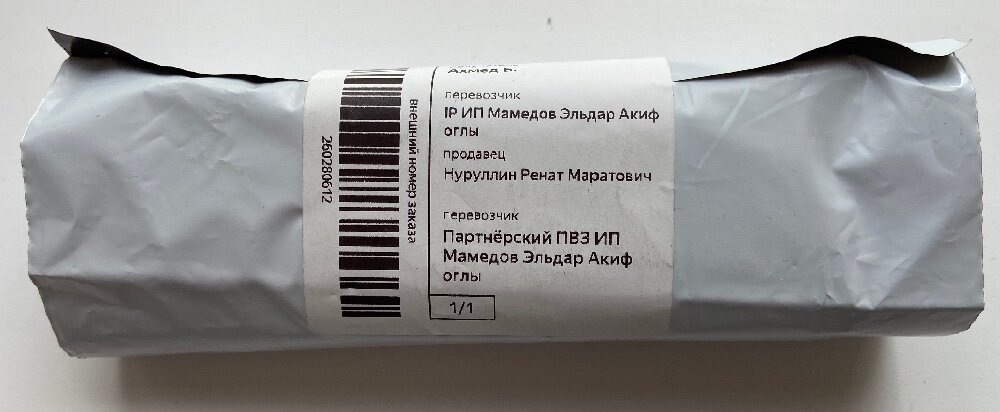 внешний номер заказа
260280612
Ахмед Б.
перевозчик
IP ИП Мамедов Эльдар Акиф
оглы
продавец
Нуруллин Ренат Маратович
перевозчик
Партнёрский ПВЗ ИП
Мамедов Эльдар Акиф
оглы
1/1